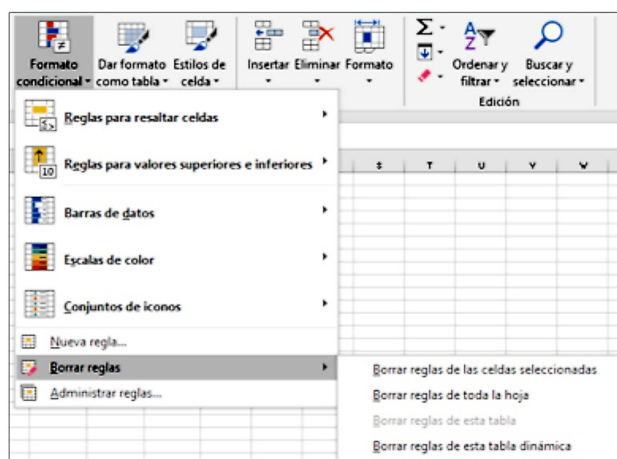 Formato condicional
Dar formato como tabla
Estilos de celda
Insertar Eliminar Formato
Σ
Ordenar y filtrar
Buscar y seleccionar
Edición
Reglas para resaltar celdas
Reglas para valores superiores e inferiores
10
S T U V W
Barras de datos
Escalas de color
Conjuntos de iconos
Nueva regla...
Borrar reglas
Administrar reglas...
Borrar reglas de las celdas seleccionadas
Borrar reglas de toda la hoja
Borrar reglas de esta tabla
Borrar reglas de esta tabla dinámica